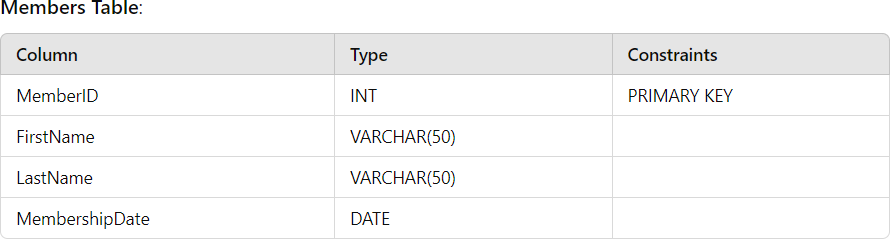 Members Table:
Column Type Constraints
MemberID INT PRIMARY KEY
FirstName VARCHAR(50)
LastName VARCHAR(50)
MembershipDate DATE